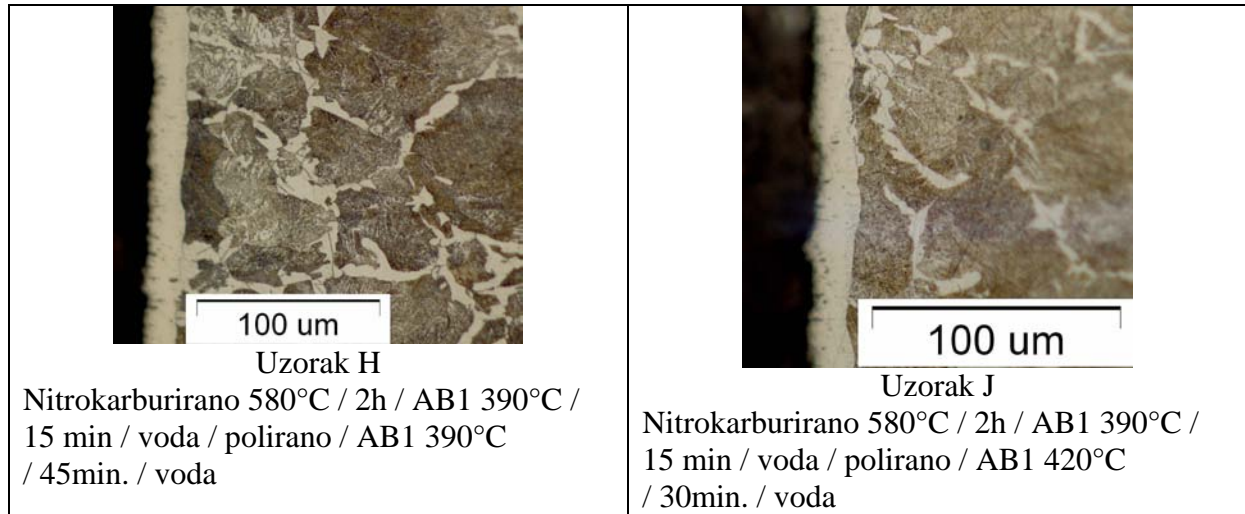 100 um
Uzorak H
Nitrokarburirano 580°C / 2h / AB1 390°C /
15 min / voda / polirano / AB1 390°C
/ 45min. / voda
100 um
Uzorak J
Nitrokarburirano 580°C / 2h / AB1 390°C /
15 min / voda / polirano / AB1 420°C
/ 30min. / voda